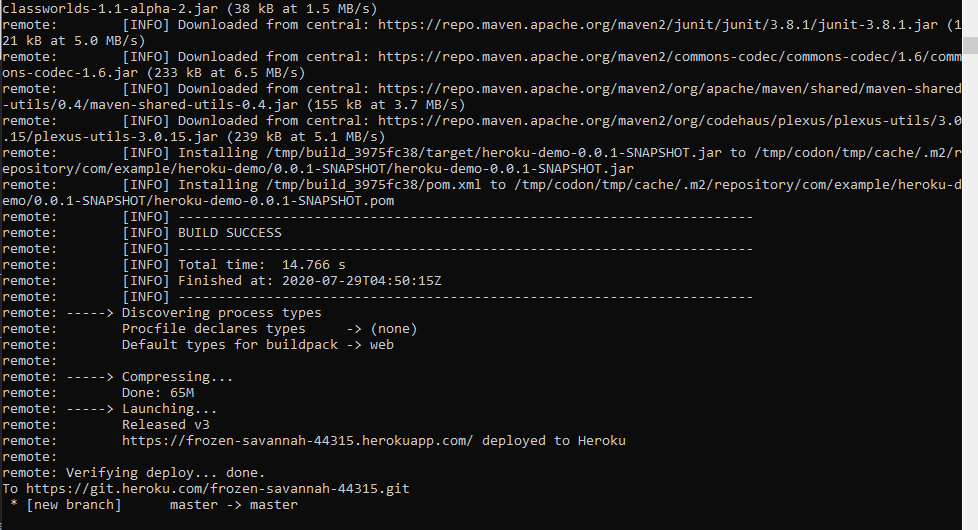 classworlds-1.1-alpha-2.jar (38 kB at 1.5 MB/s)
remote:        [INFO] Downloaded from central: https://repo.maven.apache.org/maven2/junit/junit/3.8.1/junit-3.8.1.jar (1
21 kB at 5.0 MB/s)
remote:        [INFO] Downloaded from central: https://repo.maven.apache.org/maven2/commons-codec/commons-codec/1.6/comm
ons-codec-1.6.jar (233 kB at 6.5 MB/s)
remote:        [INFO] Downloaded from central: https://repo.maven.apache.org/maven2/org/apache/maven/shared/maven-shared
-utils/0.4/maven-shared-utils-0.4.jar (155 kB at 3.7 MB/s)
remote:        [INFO] Downloaded from central: https://repo.maven.apache.org/maven2/org/codehaus/plexus/plexus-utils/3.0
.15/plexus-utils-3.0.15.jar (239 kB at 5.1 MB/s)
remote:        [INFO] Installing /tmp/build_3975fc38/target/heroku-demo-0.0.1-SNAPSHOT.jar to /tmp/codon/tmp/cache/.m2/r
epository/com/example/heroku-demo/0.0.1-SNAPSHOT/heroku-demo-0.0.1-SNAPSHOT.jar
remote:        [INFO] Installing /tmp/build_3975fc38/pom.xml to /tmp/codon/tmp/cache/.m2/repository/com/example/heroku-d
emo/0.0.1-SNAPSHOT/heroku-demo-0.0.1-SNAPSHOT.pom
remote:        [INFO] ------------------------------------------------------------------------
remote:        [INFO] BUILD SUCCESS
remote:        [INFO] ------------------------------------------------------------------------
remote:        [INFO] Total time:  14.766 s
remote:        [INFO] Finished at: 2020-07-29T04:50:15Z
remote:        [INFO] ------------------------------------------------------------------------
remote: -----> Discovering process types
remote:        Procfile declares types     -> (none)
remote:        Default types for buildpack -> web
remote:
remote: -----> Compressing...
remote:        Done: 65M
remote: -----> Launching...
remote:        Released v3
remote:        https://frozen-savannah-44315.herokuapp.com/ deployed to Heroku
remote:
remote: Verifying deploy... done.
To https://git.heroku.com/frozen-savannah-44315.git
 * [new branch]      master -> master